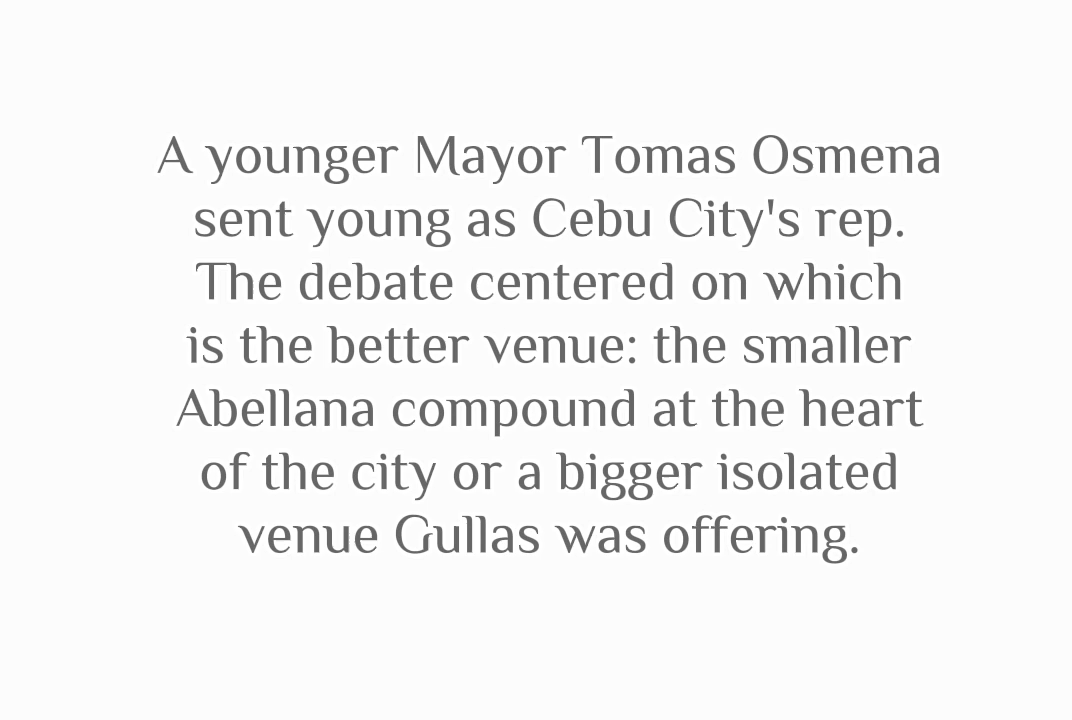 A younger Mayor Tomas Osmena
sent young as Cebu City's rep.
The debate centered on which
is the better venue: the smaller
Abellana compound at the heart
of the city or a bigger isolated
venue Gullas was offering.